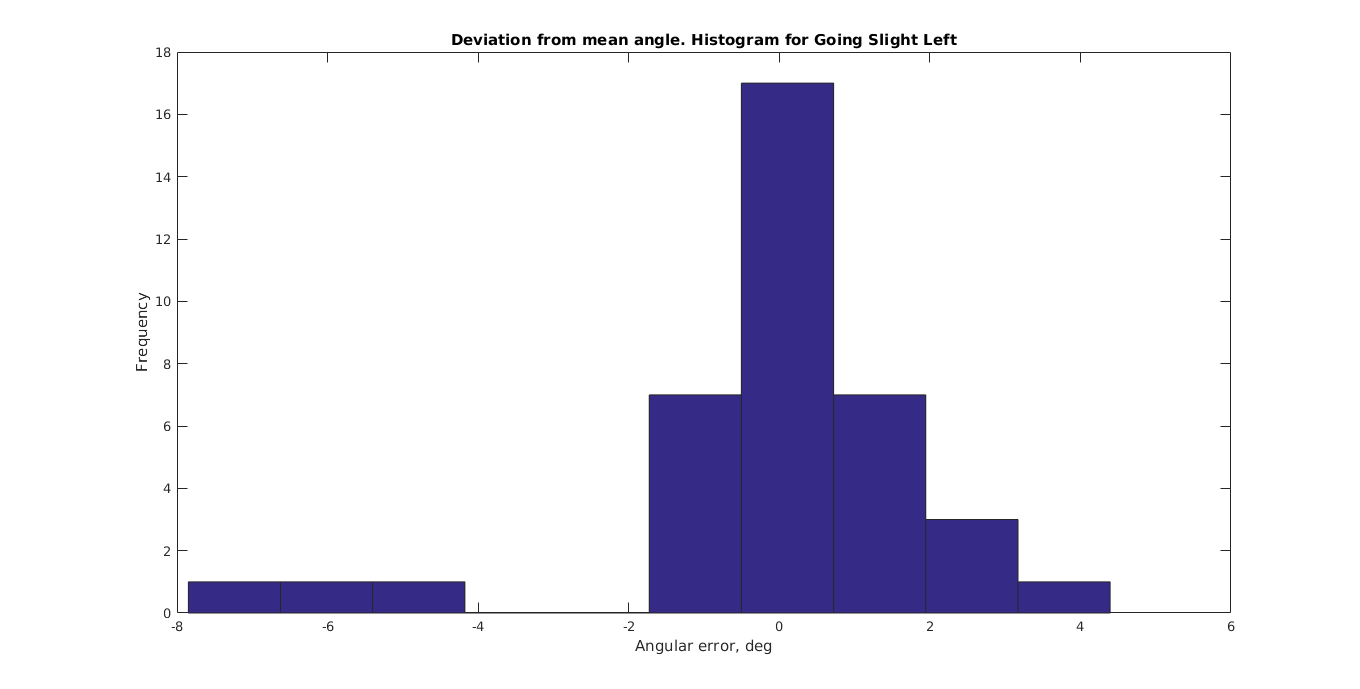 Deviation from mean angle. Histogram for Going Slight Left
18
16
14
12
10
8
6
4
2
0
Frequency
-8 -6 -4 -2 0 2 4 6
Angular error, deg